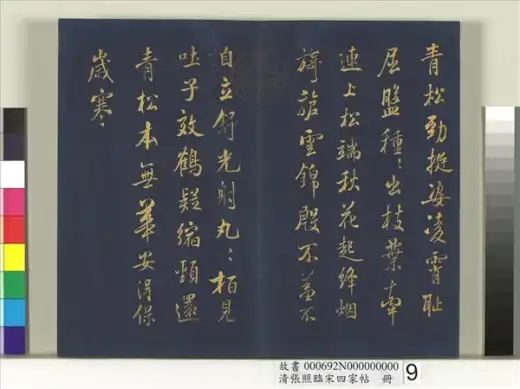 青松勁挺姿凌霄恥
屈盤種〻出枝葉牽
連上松端秋花起絳烟
旖旎雲錦殷不羞不
自立舒光射丸〻柏見
吐子效鶴疑縮頸還
青松本無華安得保
歲寒〻
故書 000692N000000000
清張照臨宋四家帖 冊
9